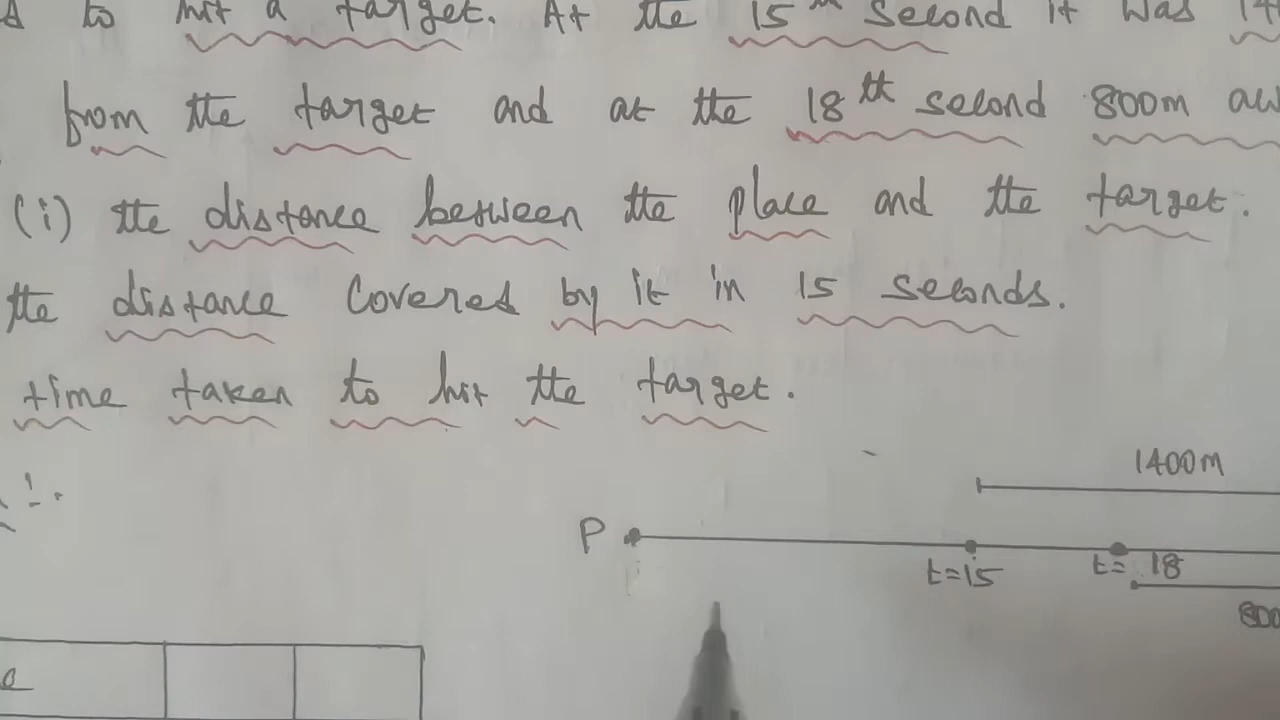 to hit a target. At the 15th second it was
from the target and at the 18th second 800m
(i) the distance between the place and the target.
the distance covered by it in 15 seconds.
time taken to hit the target.
1400m
P
t=15
t= 18
800